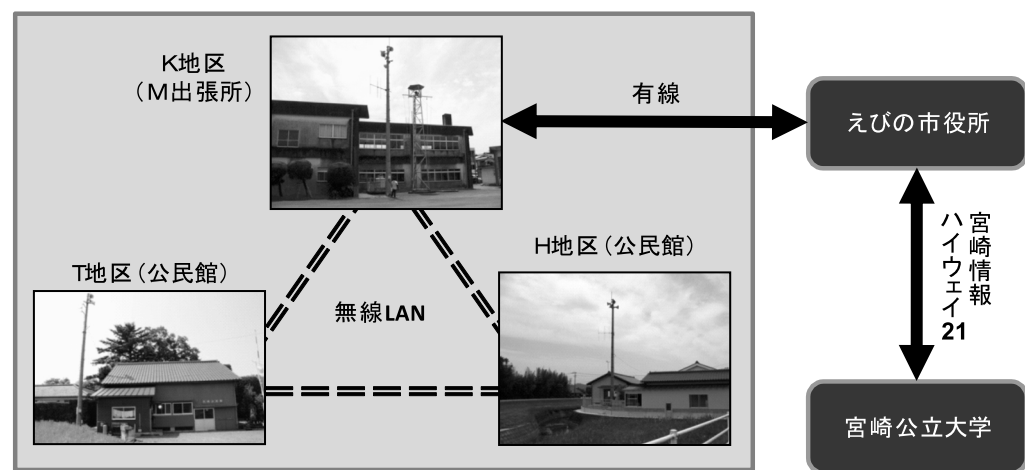 K地区
（M出張所）
有線
えびの市役所
T地区（公民館）
H地区（公民館）
無線LAN
宮崎情報
ハイウェイ21
宮崎公立大学